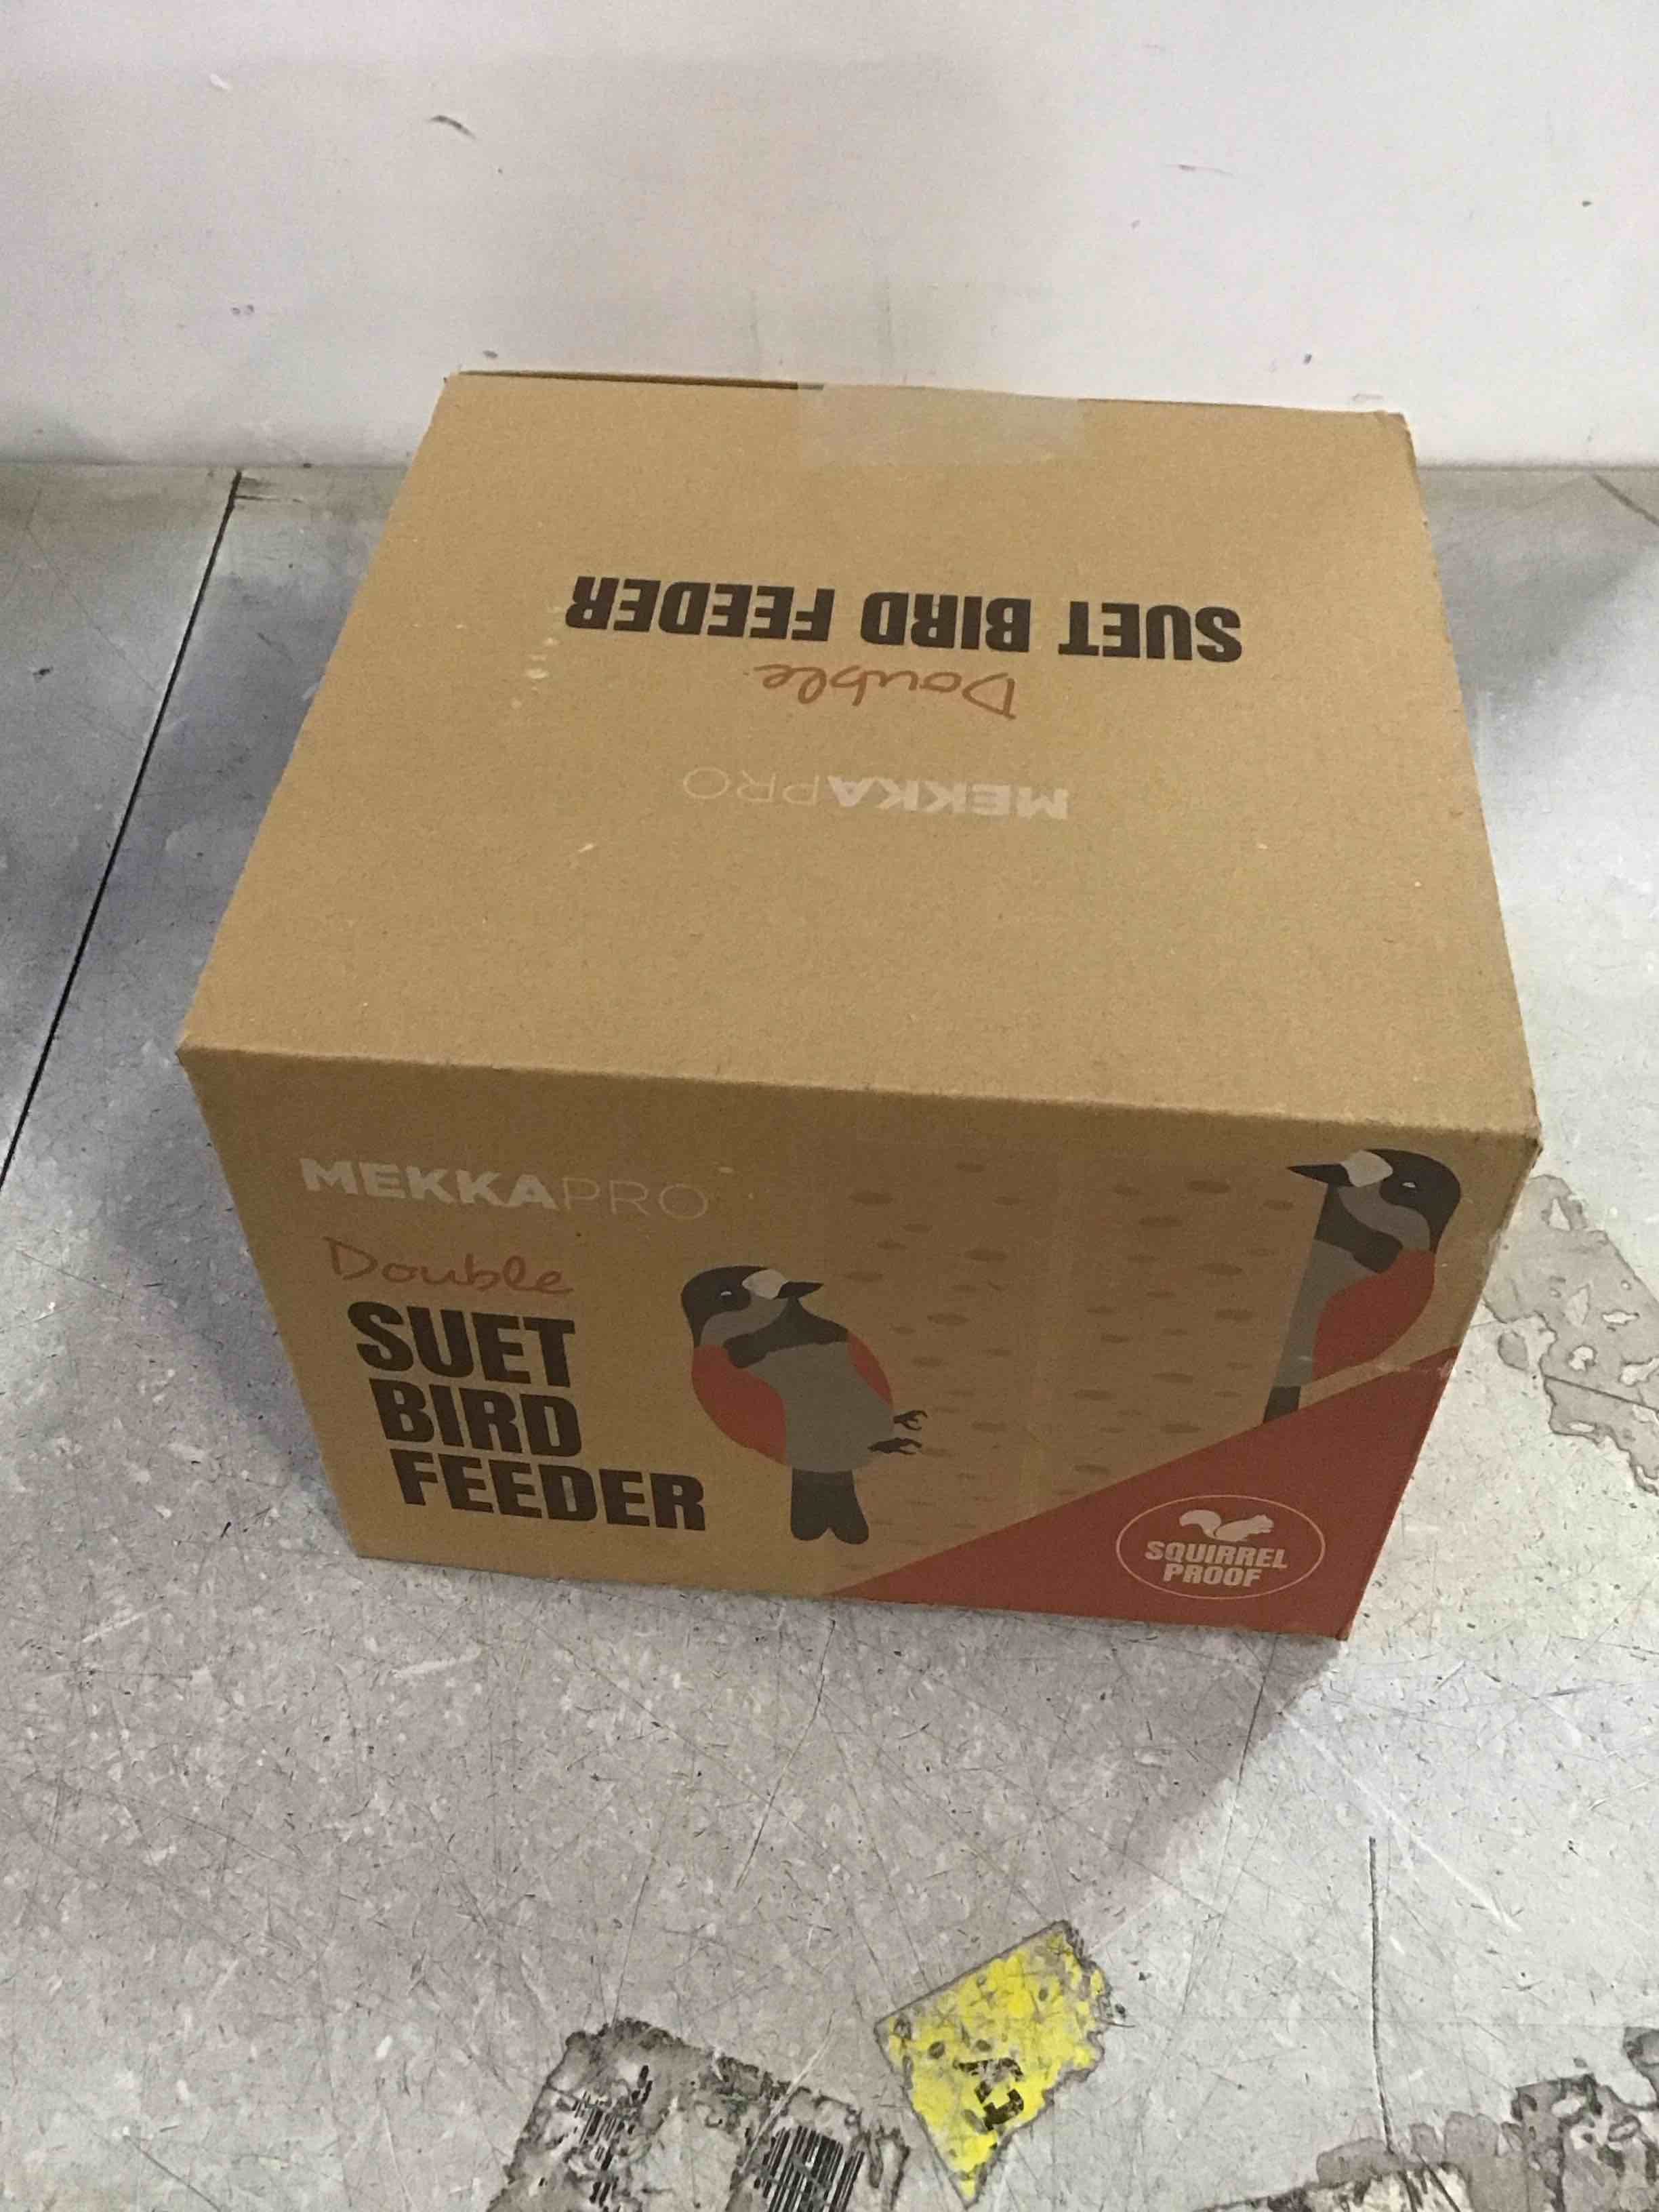 SUET BIRD FEEDER
Double
MEKKAPRO
MEKKAPRO
Double
SUET
BIRD
FEEDER
SQUIRREL
PROOF